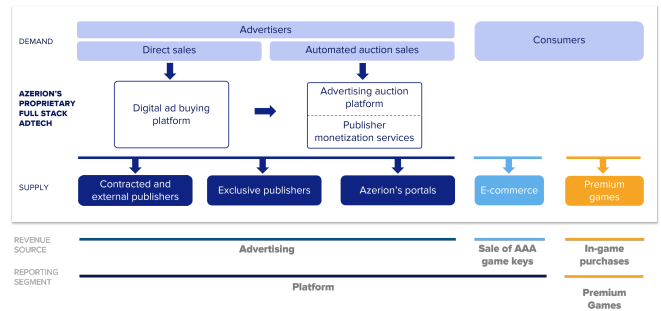 DEMAND
Advertisers
Direct sales
Automated auction sales
Consumers
AZERION'S
PROPRIETARY
FULL STACK
ADTECH
Digital ad buying
platform
Advertising auction
platform
Publisher
monetization services
SUPPLY
Contracted and
external publishers
Exclusive publishers
Azerion's portals
E-commerce
Premium
games
REVENUE
SOURCE
Advertising
Sale of AAA
game keys
In-game
purchases
REPORTING
SEGMENT
Platform
Premium
Games